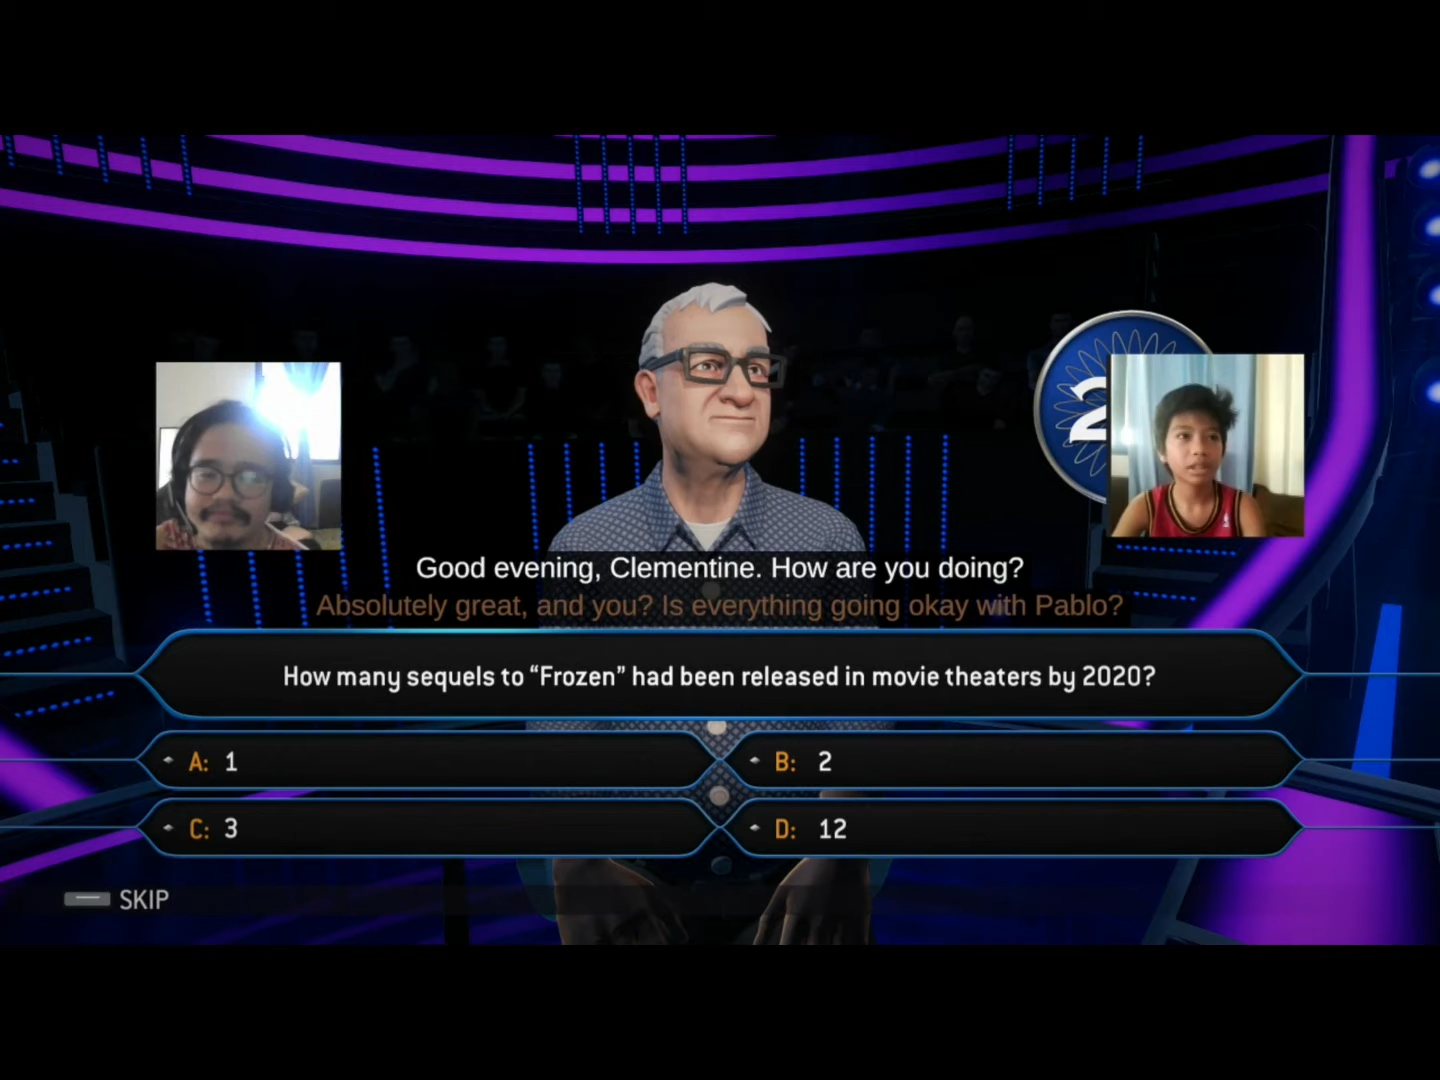 2
Good evening, Clementine. How are you doing?
Absolutely great, and you? Is everything going okay with Pablo?
How many sequels to “Frozen” had been released in movie theaters by 2020?
A: 1
B: 2
C: 3
D: 12
SKIP